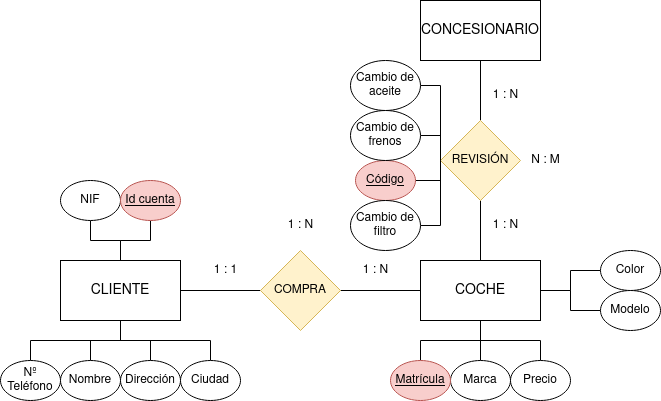 CONCESIONARIO
Cambio de
aceite
1 : N
Cambio de
frenos
REVISIÓN
N : M
Código
NIF
Id cuenta
Cambio de
filtro
1 : N
1 : N
1 : 1
1 : N
CLIENTE
COMPRA
COCHE
Color
Modelo
Nº
Teléfono
Nombre
Dirección
Ciudad
Matrícula
Marca
Precio